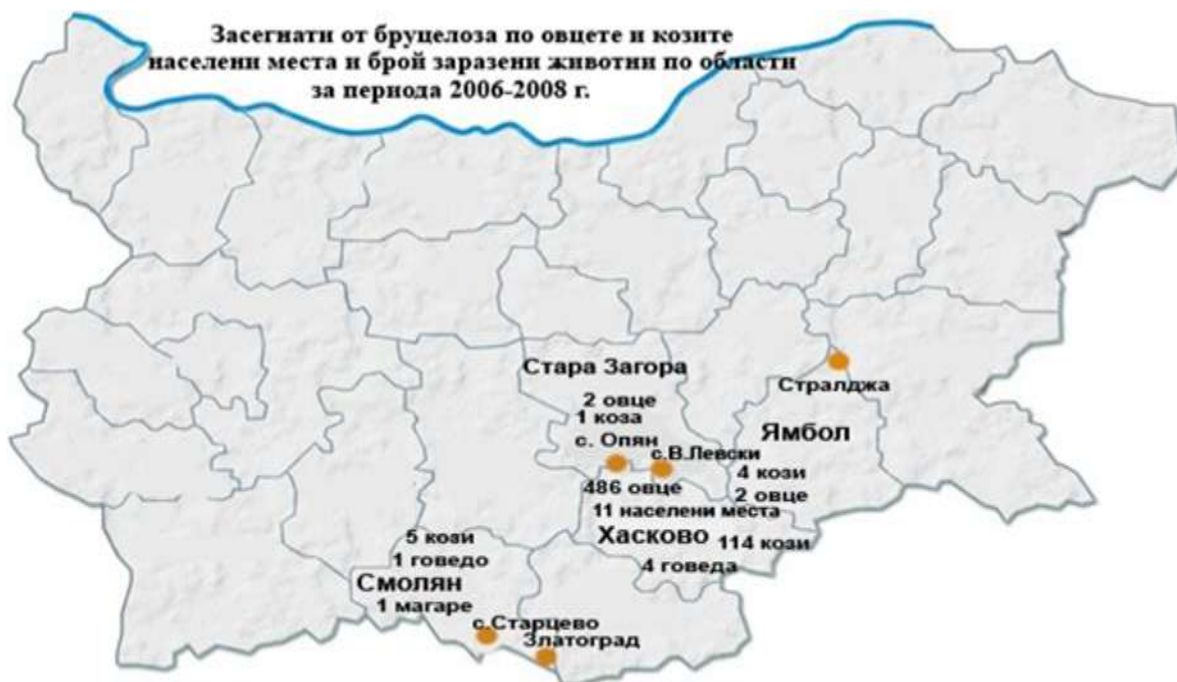 Засегнати от бруцелоза по овцете и козите
населени места и брой заразени животни по области
за периода 2006-2008 г.
Стара Загора
2 овце
1 коза
с. Опян
с.В.Левски
Стралджа
Ямбол
4 кози
2 овце
486 овце
11 населени места
Хасково
114 кози
4 говеда
5 кози
1 говедо
Смолян
1 магаре
с.Старцево
Златоград